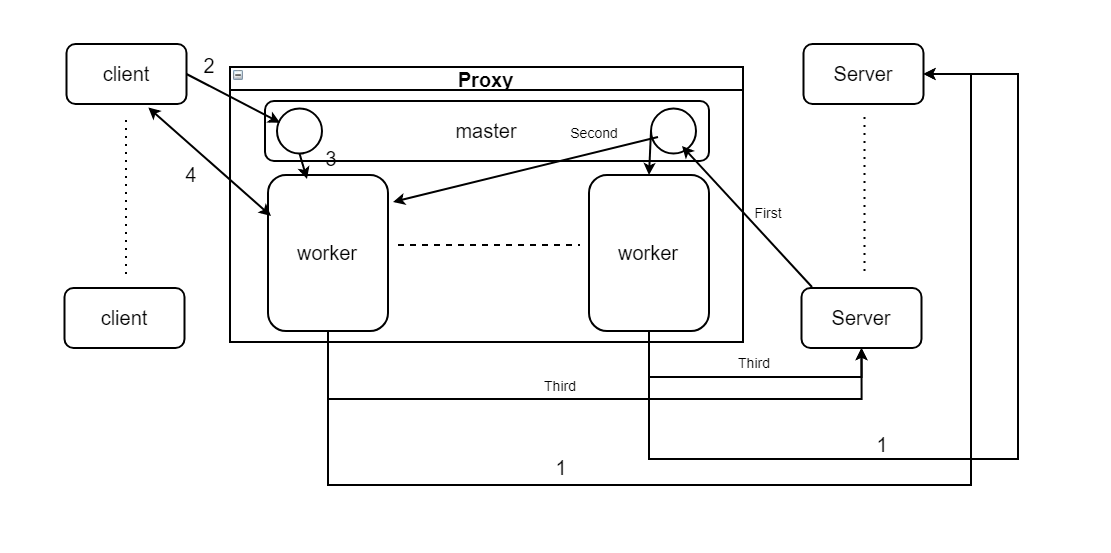 client
2
Proxy
Server
master
Second
3
4
First
worker
worker
client
Server
Third
Third
1
1